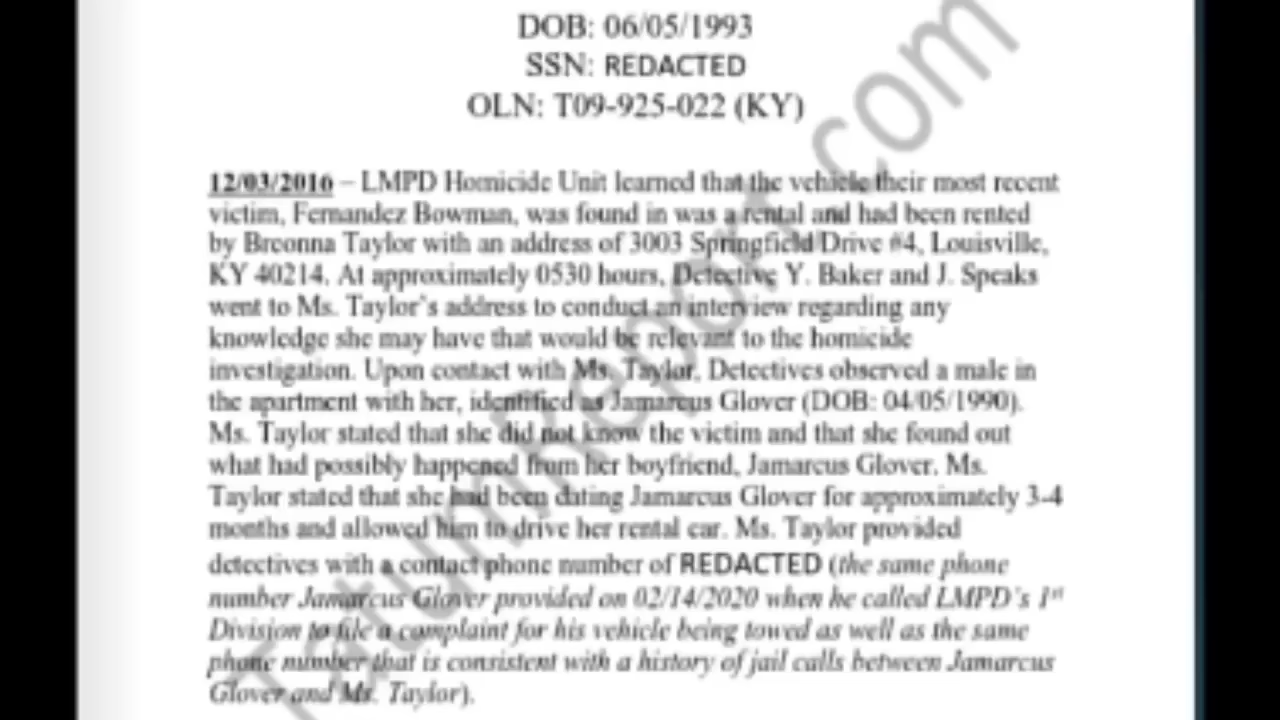 DOB: 06/05/1993
SSN: REDACTED
OLN: T09-925-022 (KY)
12/03/2016 – LMPD Homicide Unit learned that the vehicle their most recent
victim, Fernandez Bowman, was found in was a rental and had been rented
by Breonna Taylor with an address of 3003 Springfield Drive #4, Louisville,
KY 40214. At approximately 0530 hours, Detective Y. Baker and J. Speaks
went to Ms. Taylor's address to conduct an interview regarding any
knowledge she may have that would be relevant to the homicide
investigation. Upon contact with Ms. Taylor, Detectives observed a male in
the apartment with her, identified as Jamarcus Glover (DOB: 04/05/1990).
Ms. Taylor stated that she did not know the victim and that she found out
what had possibly happened from her boyfriend, Jamarcus Glover. Ms.
Taylor stated that she had been dating Jamarcus Glover for approximately 3-4
months and allowed him to drive her rental car. Ms. Taylor provided
detectives with a contact phone number of REDACTED (the same phone
number Jamarcus Glover provided on 02/14/2020 when he called LMPD's 1st
Division to file a complaint for his vehicle being towed as well as the same
phone number that is consistent with a history of jail calls between Jamarcus
Glover and Ms. Taylor).
TatumReport.com